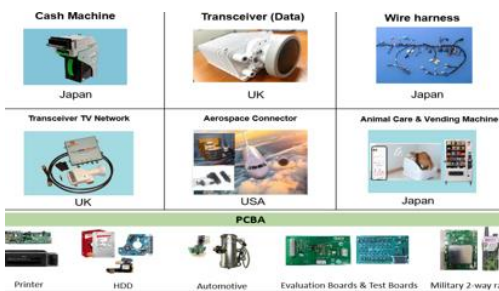 Cash Machine
Transceiver (Data)
Wire harness
Japan
UK
Japan
Transceiver TV Network
Aerospace Connector
Animal Care & Vending Machine
UK
USA
Japan
PCBA
Printer
HDD
Automotive
Evaluation Boards & Test Boards
Military 2-way